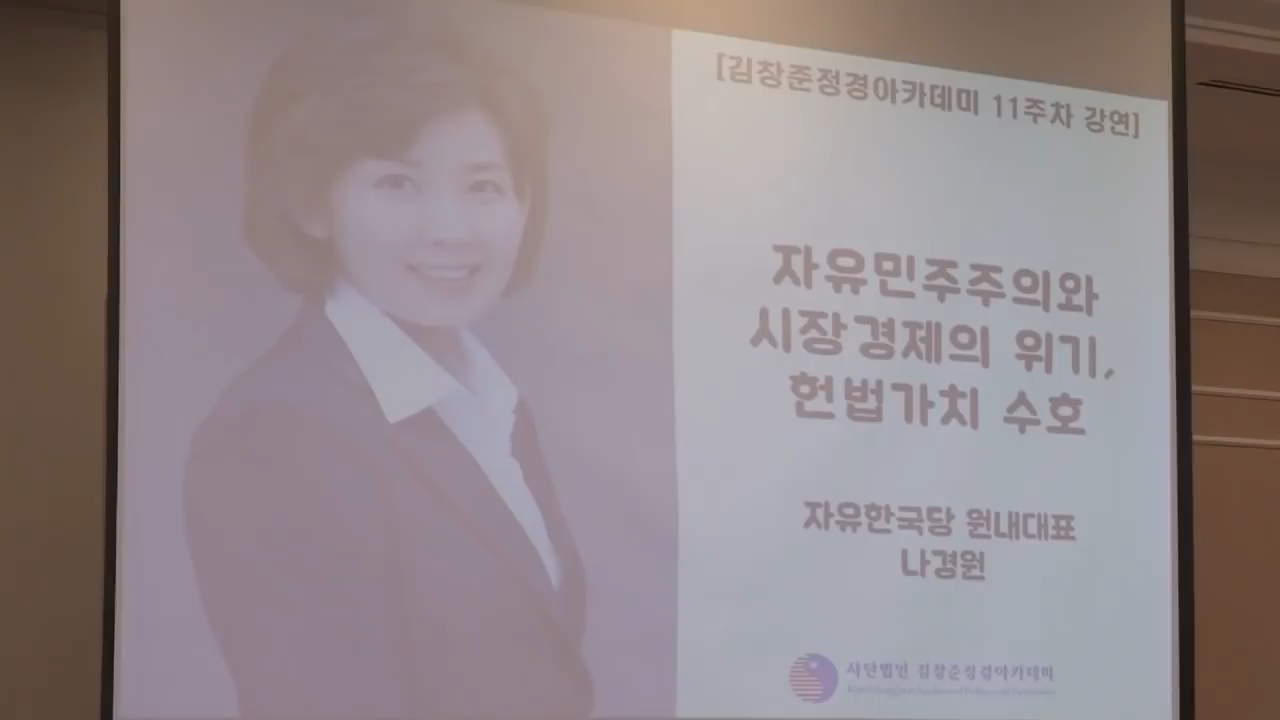 [김창준정경아카데미 11주차 강연]
자유민주주의와
시장경제의 위기,
헌법가치 수호
자유한국당 원내대표
나경원
사단법인 김창준정경아카데미